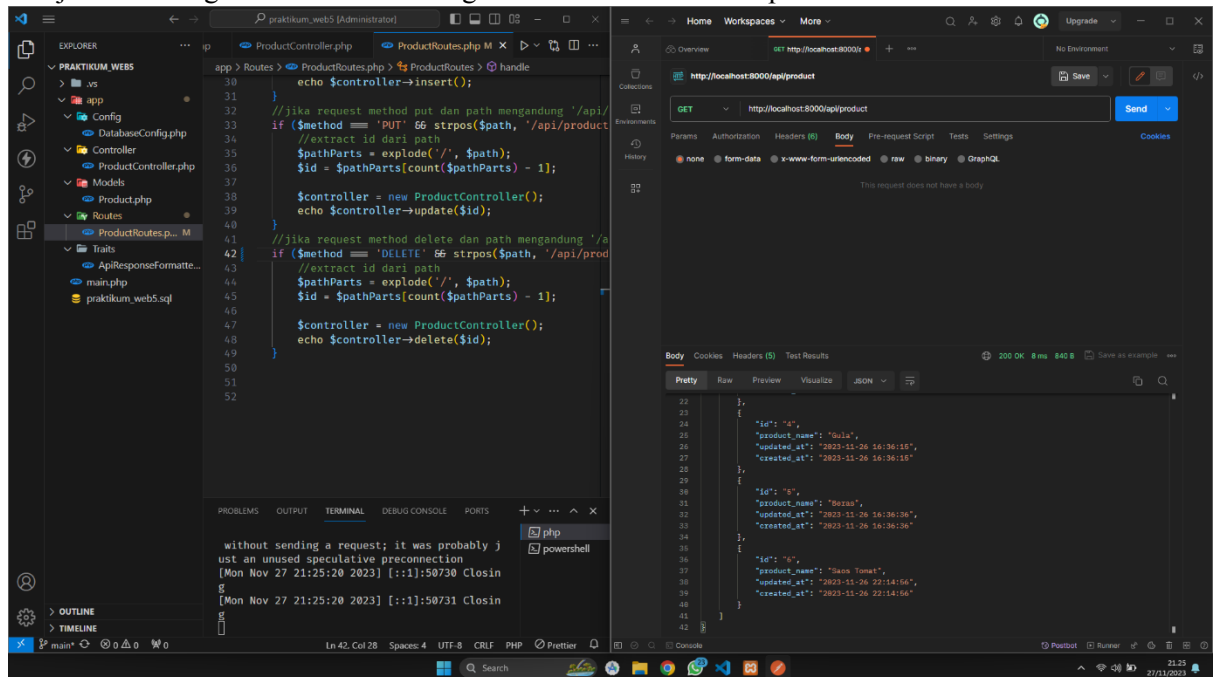 praktikum_web5 [Administrator]
EXPLORER
PRAKTIKUM_WEB5
.vs
app
Config
DatabaseConfig.php
Controller
ProductController.php
Models
Product.php
Routes
ProductRoutes.p... M
Traits
ApiResponseFormatte...
main.php
praktikum_web5.sql
OUTLINE
TIMELINE
ProductController.php
ProductRoutes.php M
app > Routes > ProductRoutes.php > ProductRoutes > handle
30 echo $controller->insert();
31 }
32 //jika request method put dan path mengandung '/api/
33 if ($method === 'PUT' && strpos($path, '/api/product
34 //extract id dari path
35 $pathParts = explode('/', $path);
36 $id = $pathParts[count($pathParts) - 1];
37
38 $controller = new ProductController();
39 echo $controller->update($id);
40 }
41 //jika request method delete dan path mengandung '/a
42 if ($method === 'DELETE' && strpos($path, '/api/prod
43 //extract id dari path
44 $pathParts = explode('/', $path);
45 $id = $pathParts[count($pathParts) - 1];
46
47 $controller = new ProductController();
48 echo $controller->delete($id);
49 }
50
51
52
PROBLEMS OUTPUT TERMINAL DEBUG CONSOLE PORTS
php
powershell
without sending a request; it was probably j
ust an unused speculative preconnection
[Mon Nov 27 21:25:20 2023] [::1]:50730 Closin
g
[Mon Nov 27 21:25:20 2023] [::1]:50731 Closin
g
main* 0 0 0 Ln 42, Col 28 Spaces: 4 UTF-8 CRLF PHP Prettier
Home Workspaces More Upgrade
Collections
Environments
History
Overview GET http://localhost:8000/a No Environment
http://localhost:8000/api/product Save
GET http://localhost:8000/api/product Send
Params Authorization Headers (6) Body Pre-request Script Tests Settings Cookies
none form-data x-www-form-urlencoded raw binary GraphQL
This request does not have a body
Body Cookies Headers (5) Test Results 200 OK 8 ms 840 B Save as example
Pretty Raw Preview Visualize JSON
22 },
23 {
24 "id": "4",
25 "product_name": "Gula",
26 "updated_at": "2023-11-26 16:36:15",
27 "created_at": "2023-11-26 16:36:15"
28 },
29 {
30 "id": "5",
31 "product_name": "Beras",
32 "updated_at": "2023-11-26 16:36:36",
33 "created_at": "2023-11-26 16:36:36"
34 },
35 {
36 "id": "6",
37 "product_name": "Saos Tomat",
38 "updated_at": "2023-11-26 22:14:56",
39 "created_at": "2023-11-26 22:14:56"
40 }
41 ]
42 }
Console Postbot Runner
Search
21.25
27/11/2023